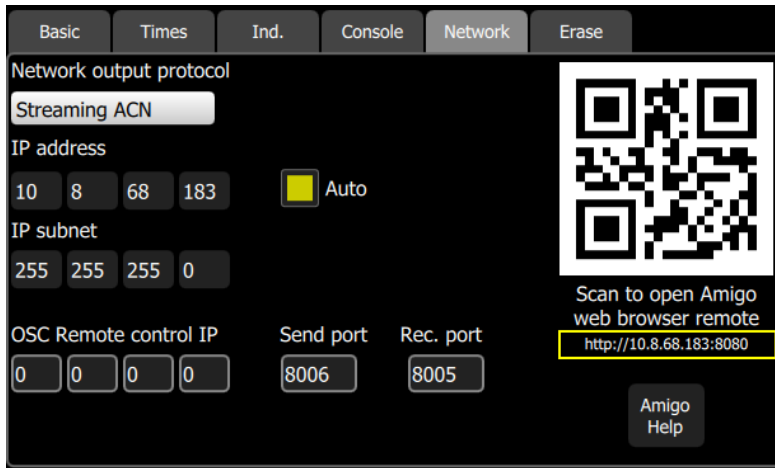 Basic Times Ind. Console Network Erase
Network output protocol
Streaming ACN
IP address
10 8 68 183 Auto
IP subnet
255 255 255 0
OSC Remote control IP Send port Rec. port
0 0 0 0 8006 8005
Scan to open Amigo
web browser remote
http://10.8.68.183:8080
Amigo
Help